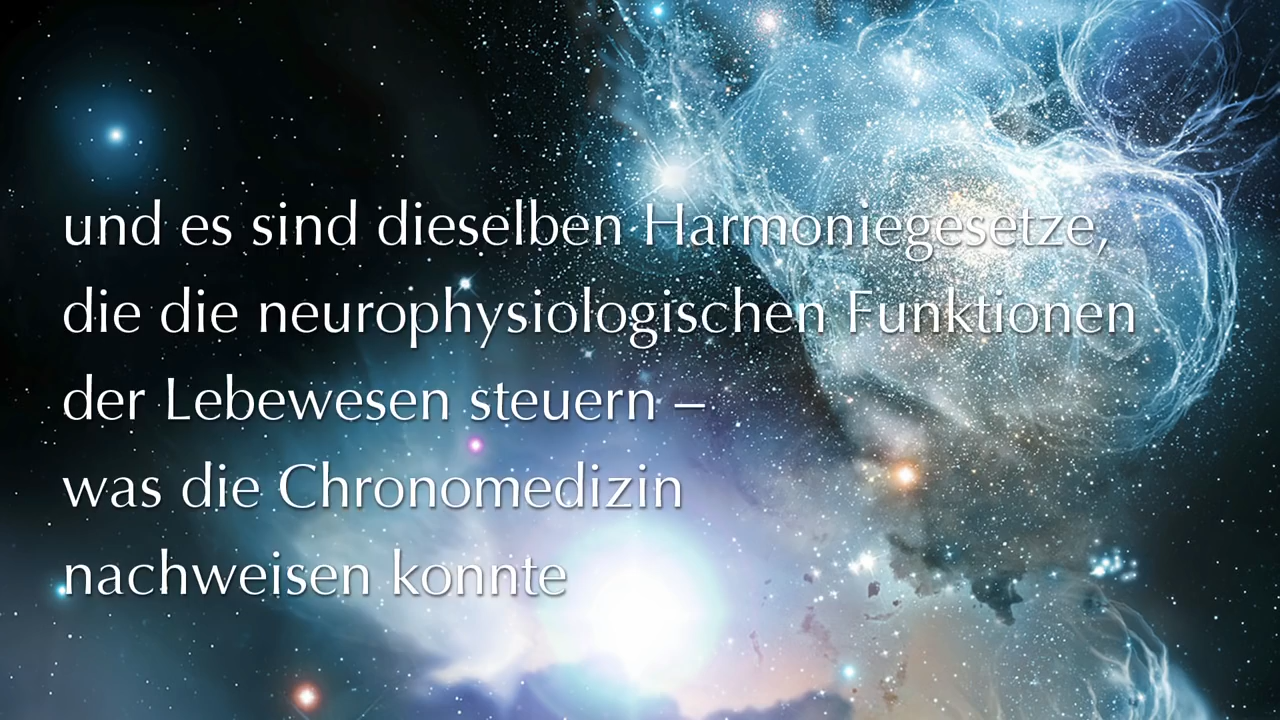 und es sind dieselben Harmoniegesetze,
die die neurophysiologischen Funktionen
der Lebewesen steuern –
was die Chronomedizin
nachweisen konnte